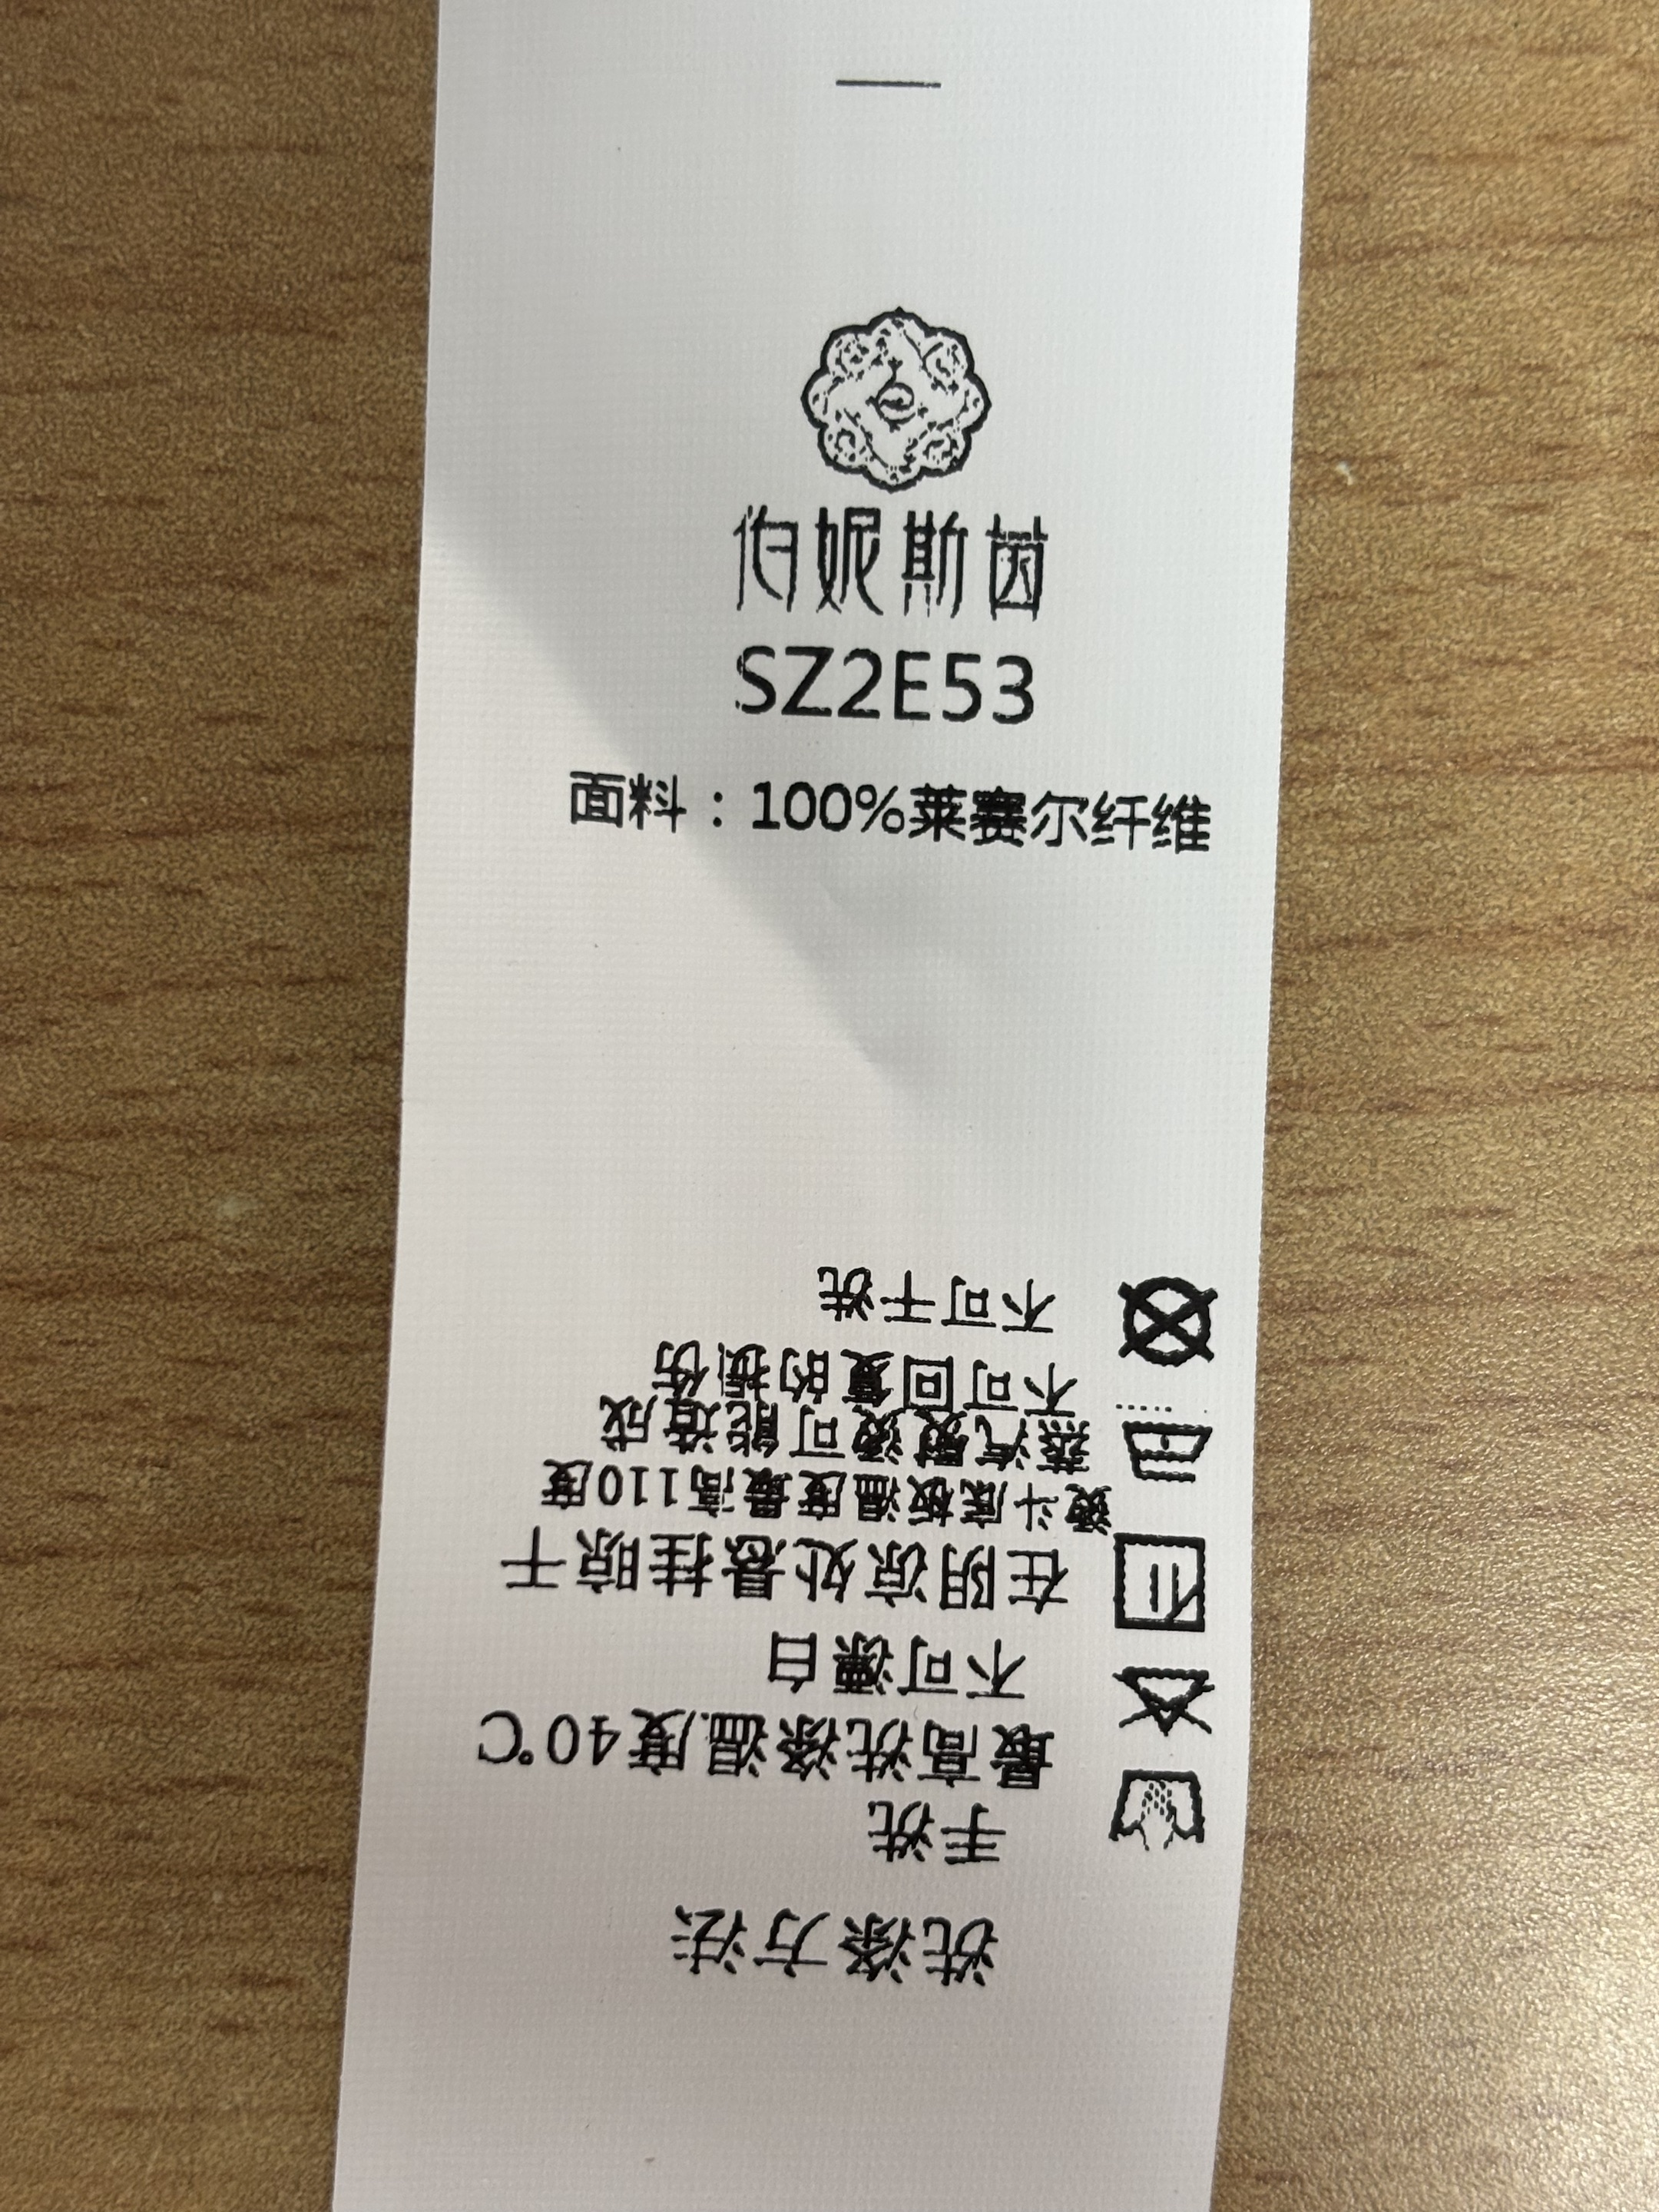 伯妮斯茵
SZ2E53
面料：100%莱赛尔纤维
洗涤方法
手洗
最高洗涤温度40℃
不可漂白
在阴凉处悬挂晾干
熨斗底板温度最高110度
蒸汽熨烫可能造成
不可回复的损伤
不可干洗